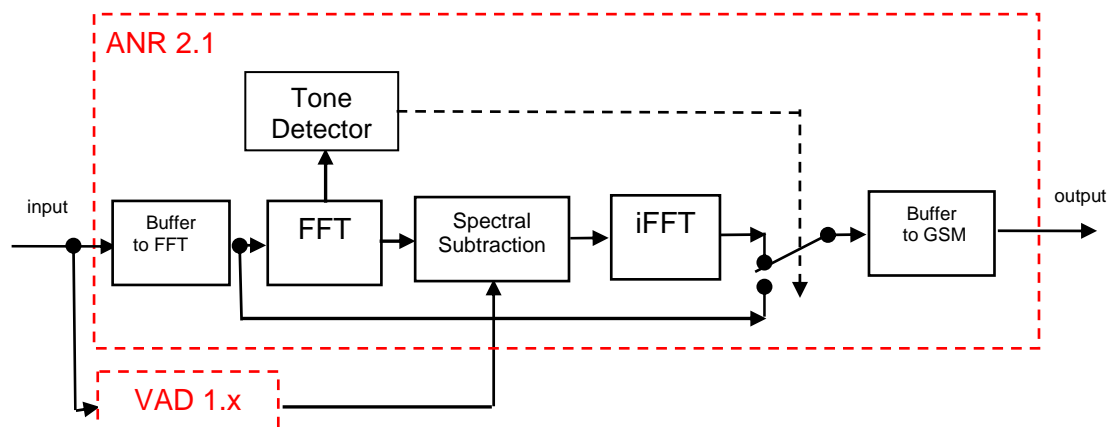 ANR 2.1
Tone
Detector
input
Buffer
to FFT
FFT
Spectral
Subtraction
iFFT
Buffer
to GSM
output
VAD 1.x